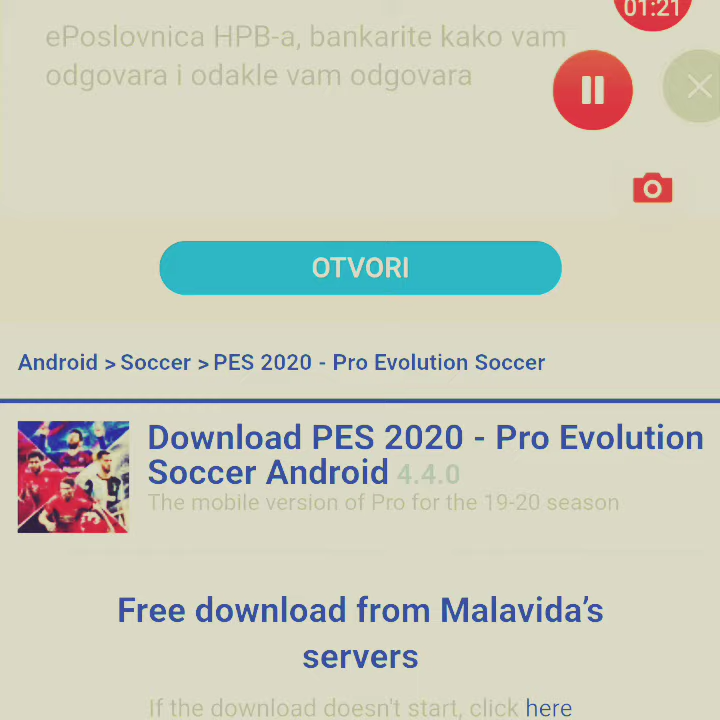 01:21
ePoslovnica HPB-a, bankarite kako vam
odgovara i odakle vam odgovara
OTVORI
Android > Soccer > PES 2020 - Pro Evolution Soccer
Download PES 2020 - Pro Evolution
Soccer Android 4.4.0
The mobile version of Pro for the 19-20 season
Free download from Malavida’s
servers
If the download doesn't start, click here